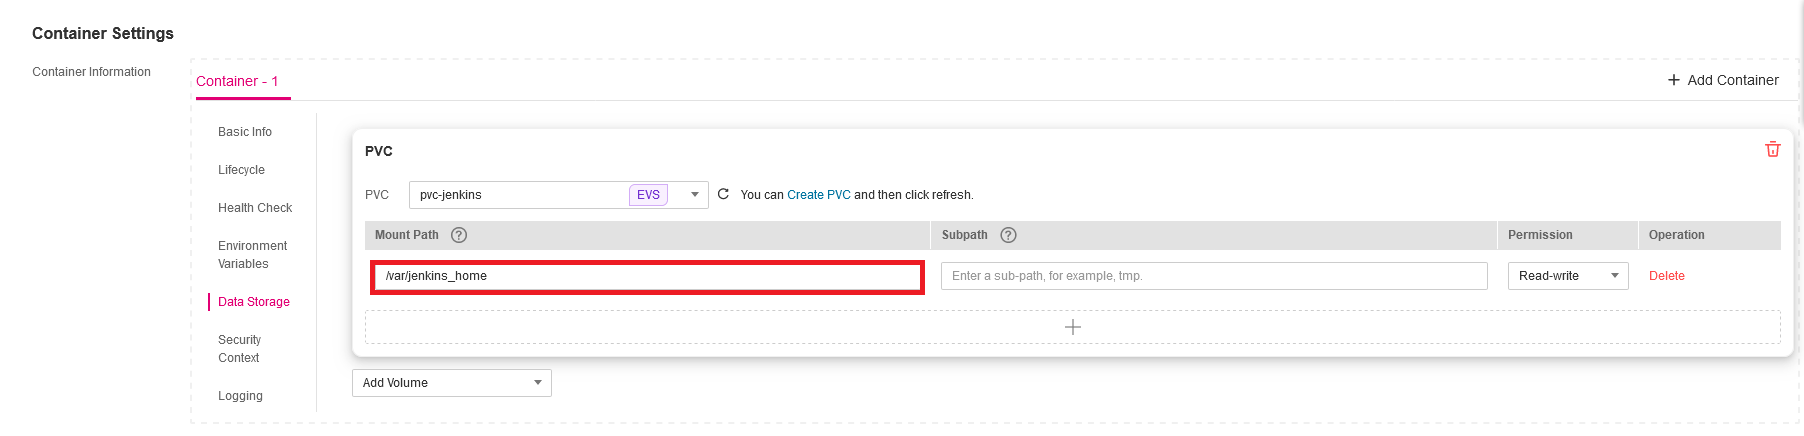 Container Settings
Container Information
Container - 1
+ Add Container
Basic Info
Lifecycle
Health Check
Environment
Variables
Data Storage
Security
Context
Logging
PVC
PVC
pvc-jenkins
EVS
You can Create PVC and then click refresh.
Mount Path ?
Subpath ?
Permission
Operation
/var/jenkins_home
Enter a sub-path, for example, tmp.
Read-write
Delete
+
Add Volume